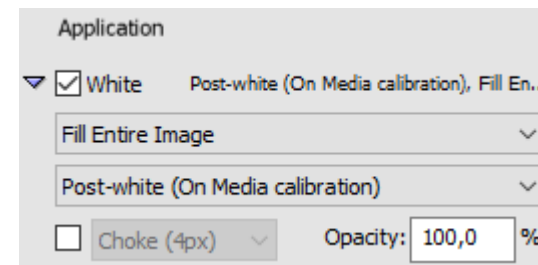 Application
White Post-white (On Media calibration), Fill En..
Fill Entire Image
Post-white (On Media calibration)
Choke (4px) Opacity: 100,0 %